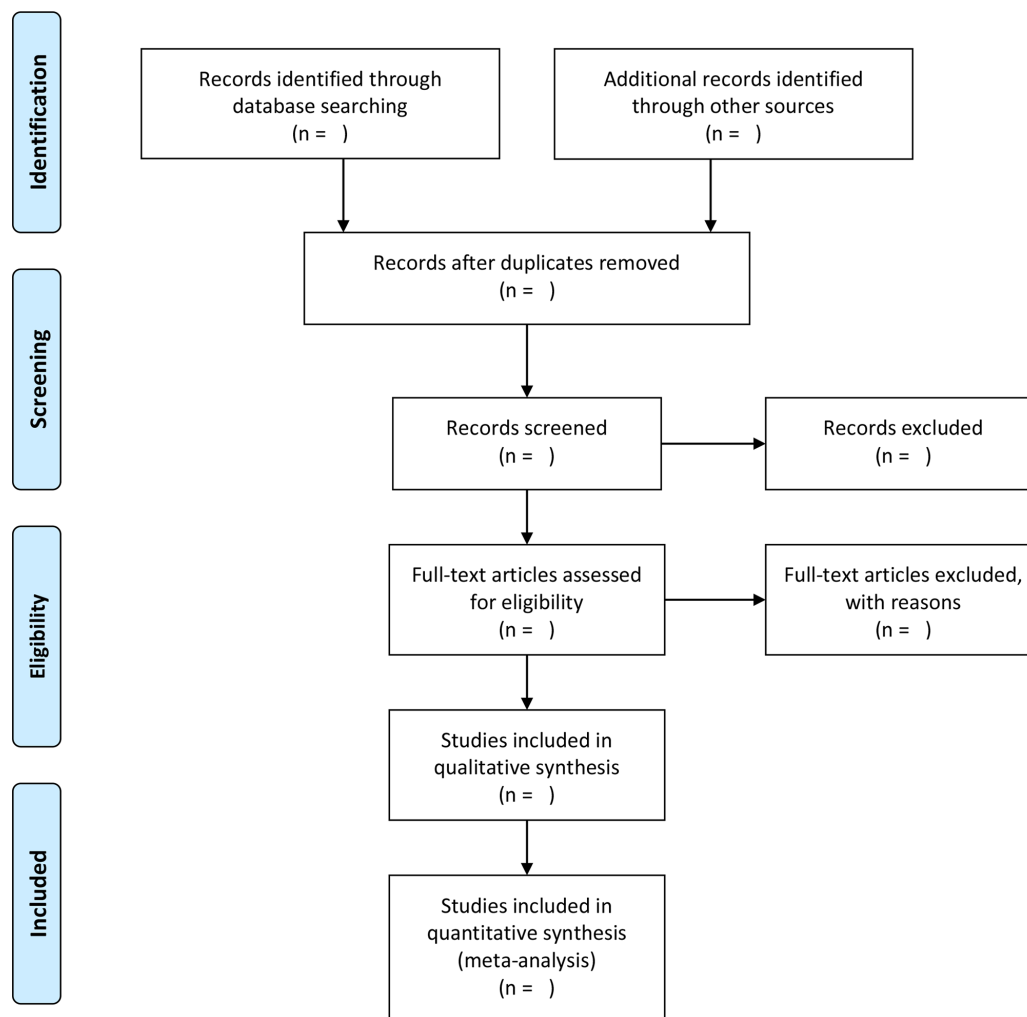 Identification
Records identified through
database searching
(n =   )
Additional records identified
through other sources
(n =   )
Records after duplicates removed
(n =   )
Screening
Records screened
(n =   )
Records excluded
(n =   )
Eligibility
Full-text articles assessed
for eligibility
(n =   )
Full-text articles excluded,
with reasons
(n =   )
Studies included in
qualitative synthesis
(n =   )
Included
Studies included in
quantitative synthesis
(meta-analysis)
(n =   )